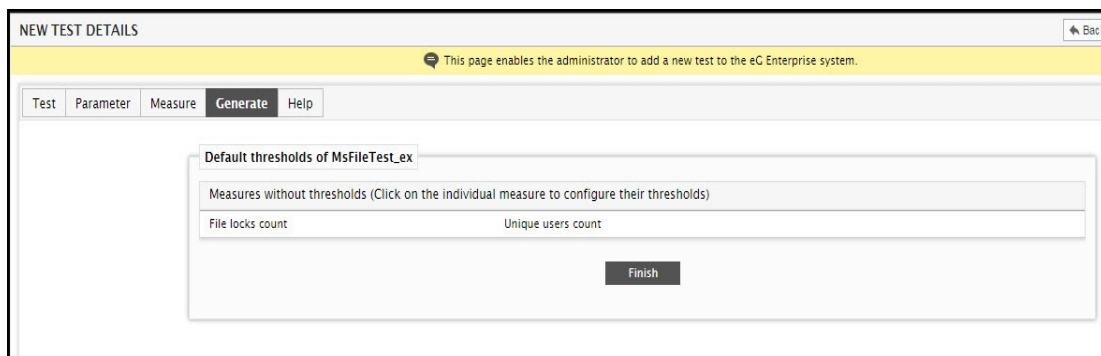 NEW TEST DETAILS
This page enables the administrator to add a new test to the eG Enterprise system.
Test Parameter Measure Generate Help
Default thresholds of MsFileTest_ex
Measures without thresholds (Click on the individual measure to configure their thresholds)
File locks count Unique users count
Finish